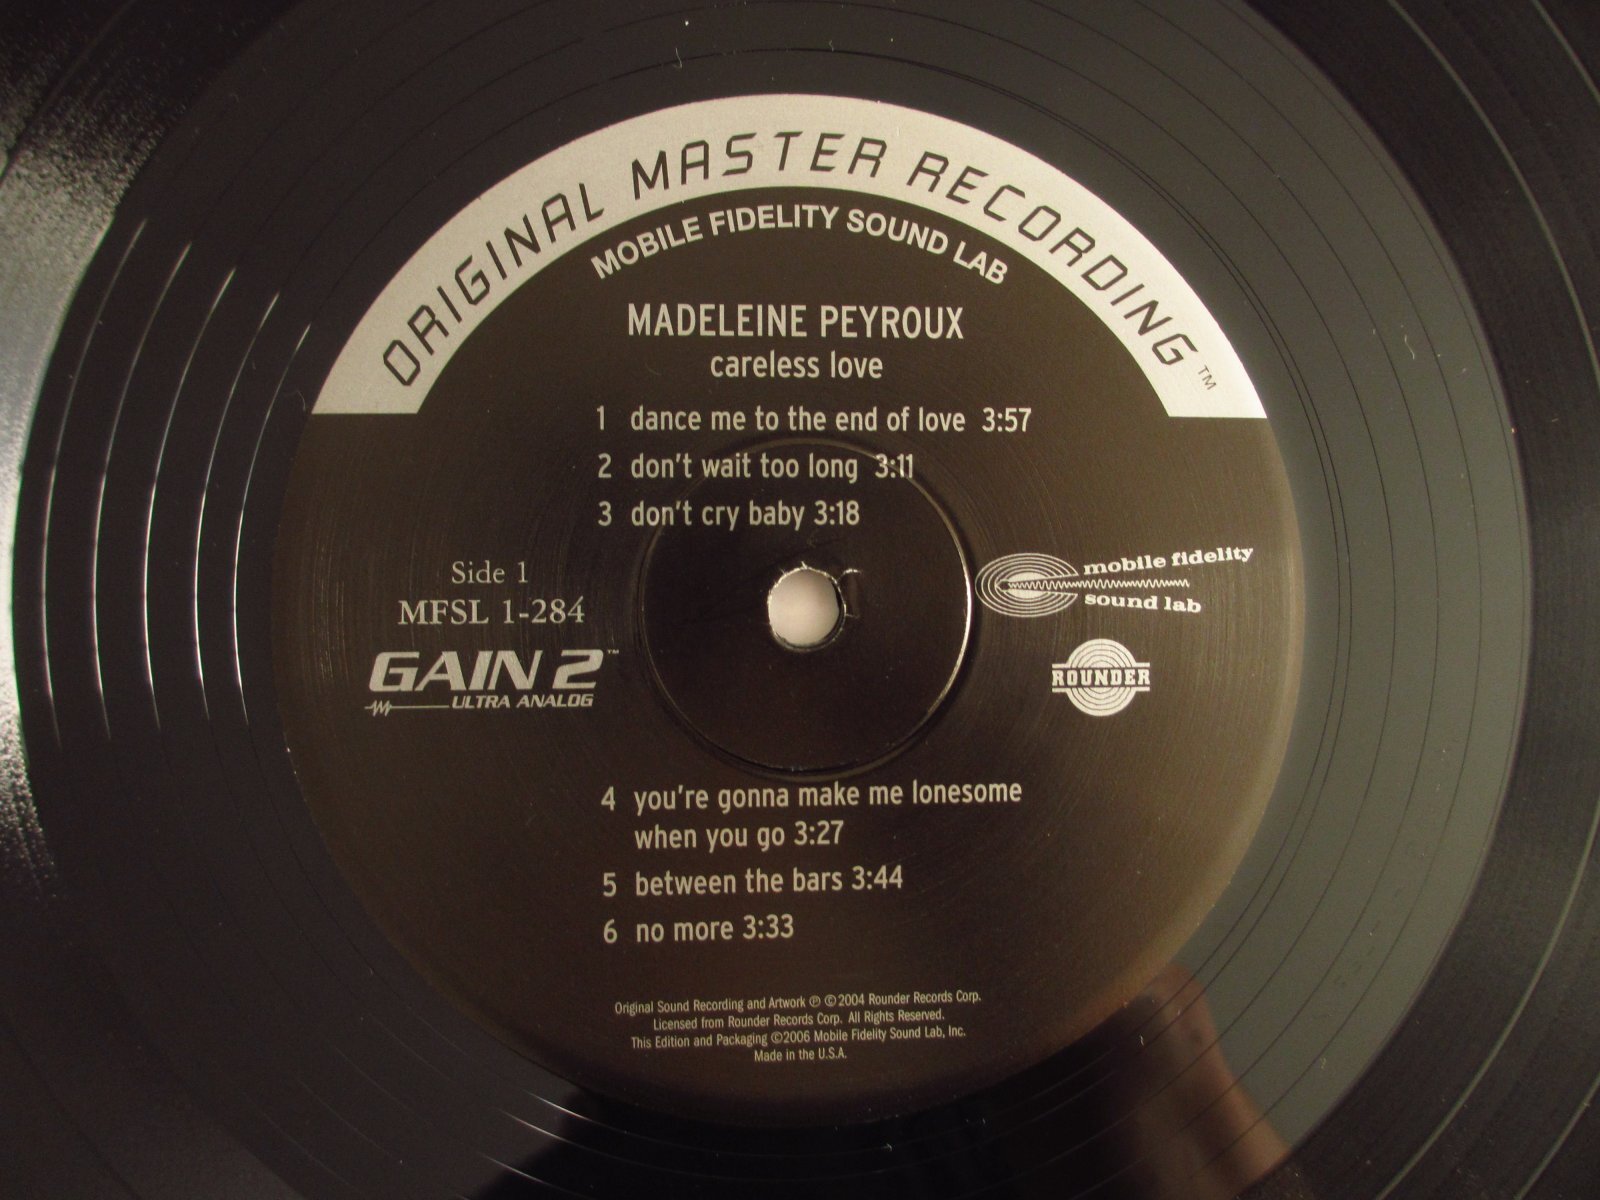 ORIGINAL MASTER RECORDING™
MOBILE FIDELITY SOUND LAB
MADELEINE PEYROUX
careless love
1 dance me to the end of love 3:57
2 don't wait too long 3:11
3 don't cry baby 3:18
Side 1
MFSL 1-284
GAIN 2™
ULTRA ANALOG
mobile fidelity
sound lab
ROUNDER
4 you're gonna make me lonesome
when you go 3:27
5 between the bars 3:44
6 no more 3:33
Original Sound Recording and Artwork ℗ ©2004 Rounder Records Corp.
Licensed from Rounder Records Corp. All Rights Reserved.
This Edition and Packaging ©2006 Mobile Fidelity Sound Lab, Inc.
Made in the U.S.A.